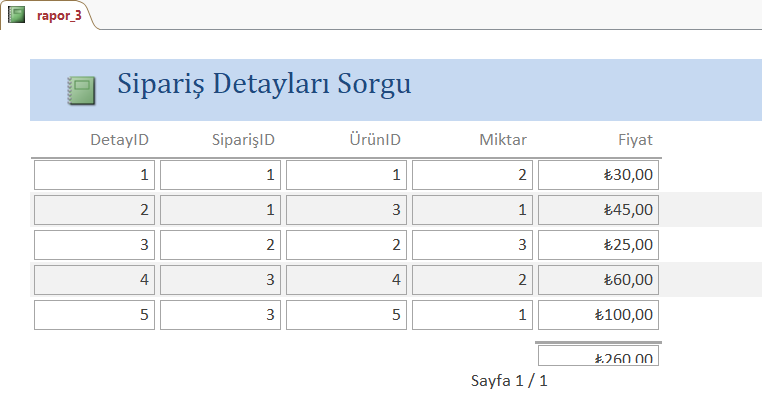 rapor_3
Sipariş Detayları Sorgu
DetayID SiparişID ÜrünID Miktar Fiyat
1 1 1 2 ₺30,00
2 1 3 1 ₺45,00
3 2 2 3 ₺25,00
4 3 4 2 ₺60,00
5 3 5 1 ₺100,00
₺260,00
Sayfa 1 / 1